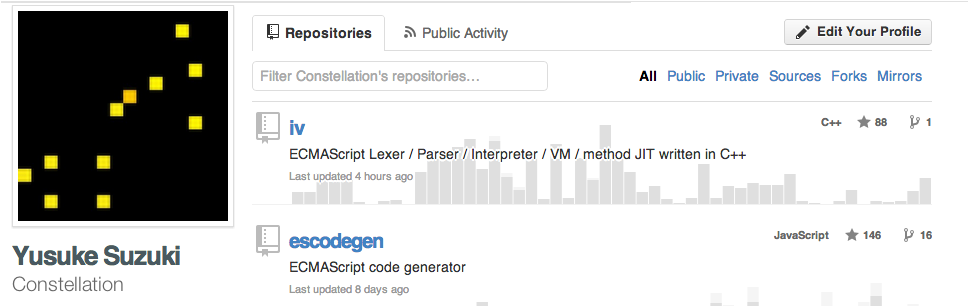 Repositories
Public Activity
Edit Your Profile
Filter Constellation's repositories...
All Public Private Sources Forks Mirrors
iv
C++ 88 1
ECMAScript Lexer / Parser / Interpreter / VM / method JIT written in C++
Last updated 4 hours ago
escodegen
JavaScript 146 16
ECMAScript code generator
Last updated 8 days ago
Yusuke Suzuki
Constellation